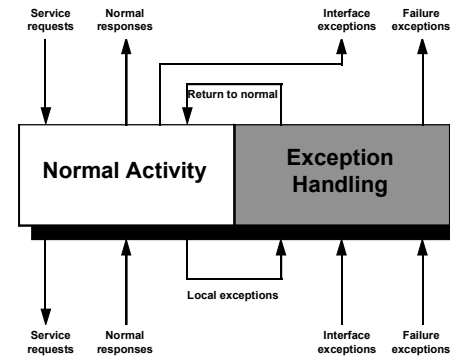 Service requests
Normal responses
Interface exceptions
Failure exceptions
Return to normal
Normal Activity
Exception Handling
Local exceptions
Service requests
Normal responses
Interface exceptions
Failure exceptions